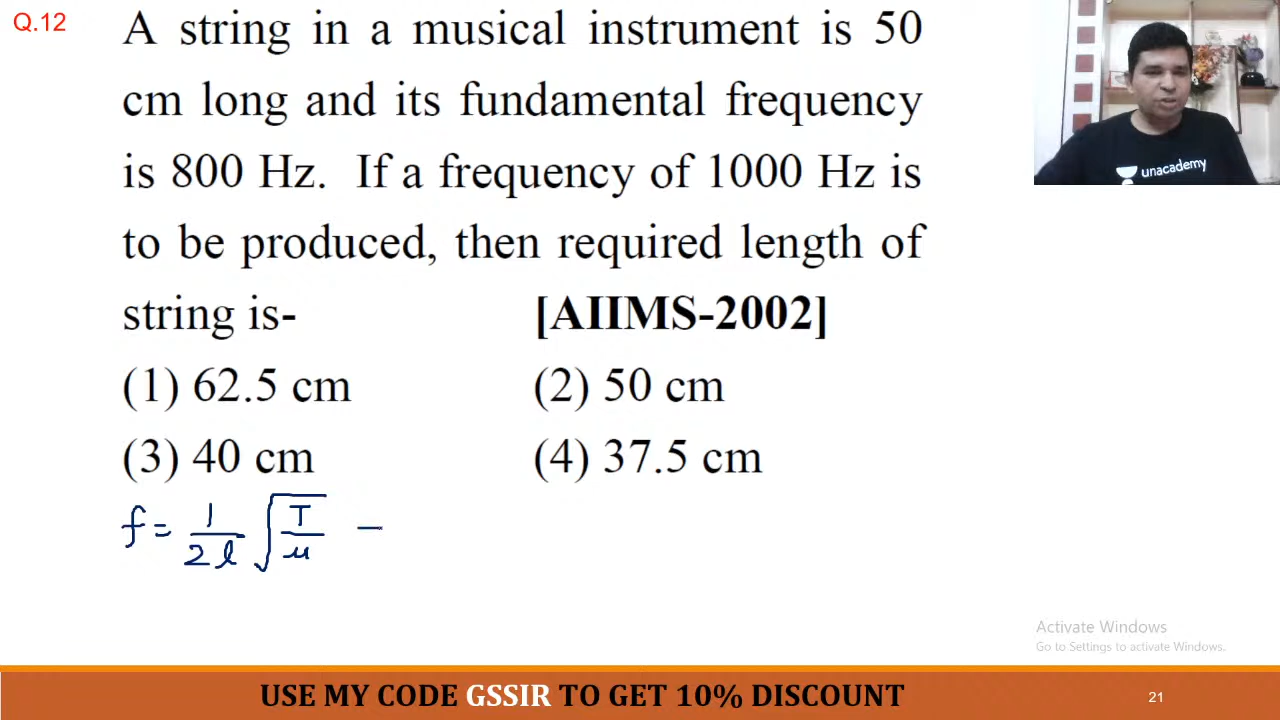 Q.12
A string in a musical instrument is 50
cm long and its fundamental frequency
is 800 Hz. If a frequency of 1000 Hz is
to be produced, then required length of
string is- [AIIMS-2002]
(1) 62.5 cm (2) 50 cm
(3) 40 cm (4) 37.5 cm
f = 1/2l √T/μ –
unacademy
Activate Windows
Go to Settings to activate Windows.
USE MY CODE GSSIR TO GET 10% DISCOUNT
21